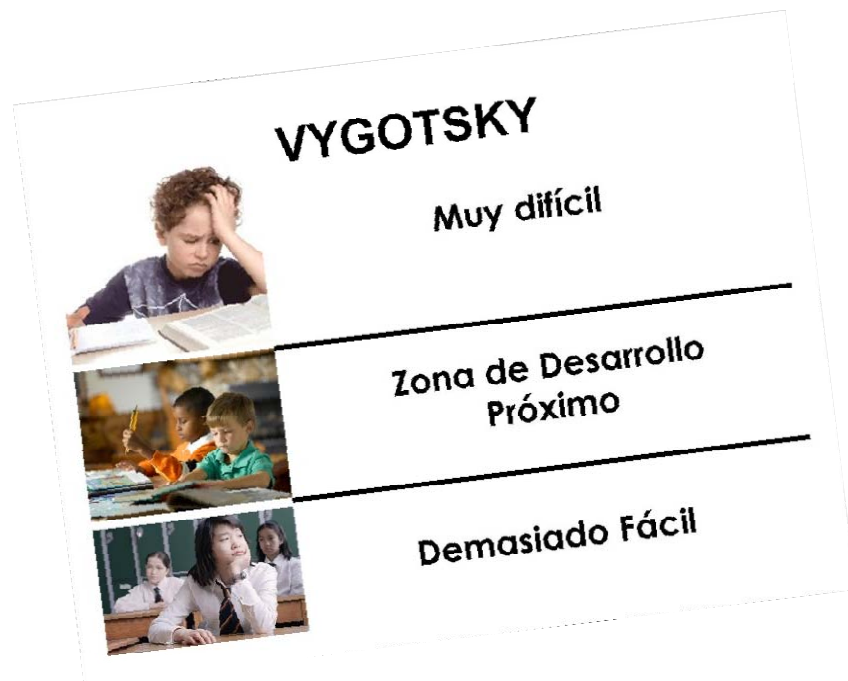 VYGOTSKY
Muy difícil
Zona de Desarrollo
Próximo
Demasiado Fácil